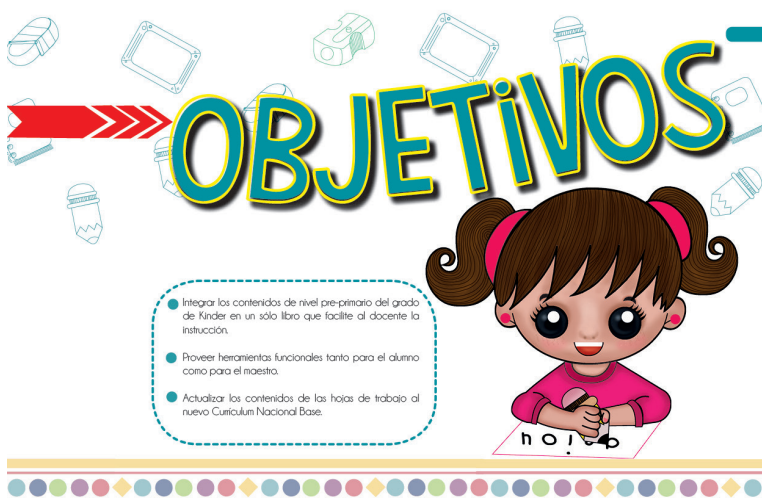 OBJETiVOS
Integrar los contenidos de nivel pre-primario del grado
de Kinder en un sólo libro que facilite al docente la
instrucción.
Proveer herramientas funcionales tanto para el alumno
como para el maestro.
Actualizar los contenidos de las hojas de trabajo al
nuevo Curriculum Nacional Base.